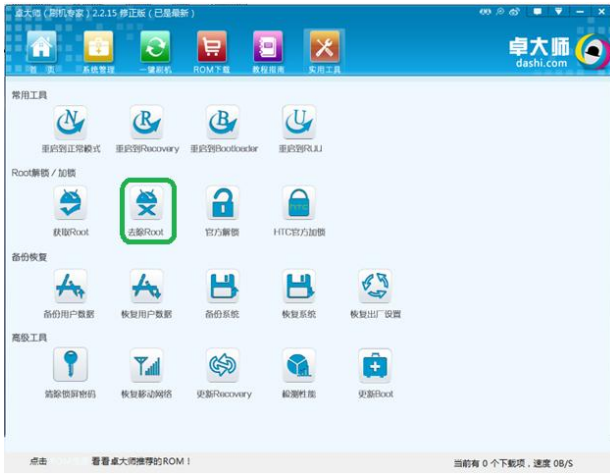 卓大师(刷机专家)2.2.15 修正版(已是最新)
首 页 系统管理 一键刷机 ROM下载 教程指南 实用工具
卓大师
dashi.com
常用工具
N R B U
重启到正常模式 重启到Recovery 重启到Bootloader 重启到RUU
Root解锁/加锁
获取Root 去除Root 官方解锁 HTC官方加锁
备份恢复
备份用户数据 恢复用户数据 备份系统 恢复系统 恢复出厂设置
高级工具
清除锁屏密码 恢复移动网络 更新Recovery 检测性能 更新Boot
点击 看看卓大师推荐的ROM!
当前有 0 个下载项,速度 0B/S